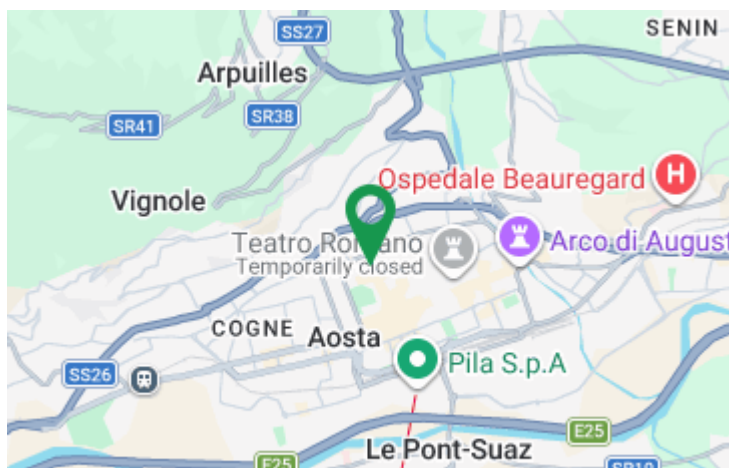 SS27
SENIN
Arpuilles
SR41
SR38
Ospedale Beauregard
H
Vignole
Teatro Romano
Temporarily closed
Arco di August
COGNE
Aosta
SS26
Pila S.p.A
E25
Le Pont-Suaz
E25
SR19